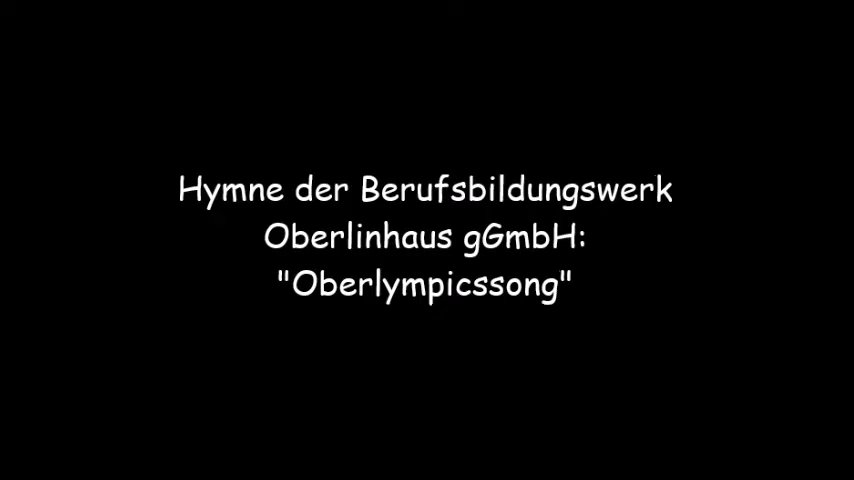 Hymne der Berufsbildungswerk
Oberlinhaus gGmbH:
"Oberlympicssong"